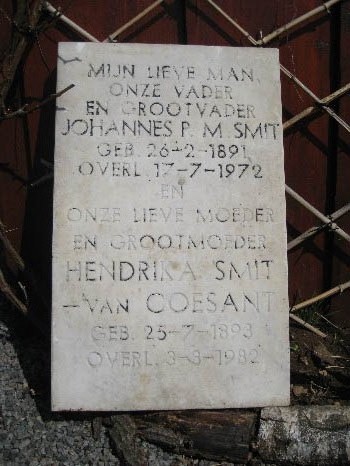 MIJN LIEVE MAN
ONZE VADER
EN GROOTVADER
JOHANNES P. M. SMIT
GEB. 26-2-1891
OVERL. 17-7-1972
EN
ONZE LIEVE MOEDER
EN GROOTMOEDER
HENDRIKA SMIT
-VAN GOESANT
GEB. 25-7-1893
OVERL. 3-3-1982